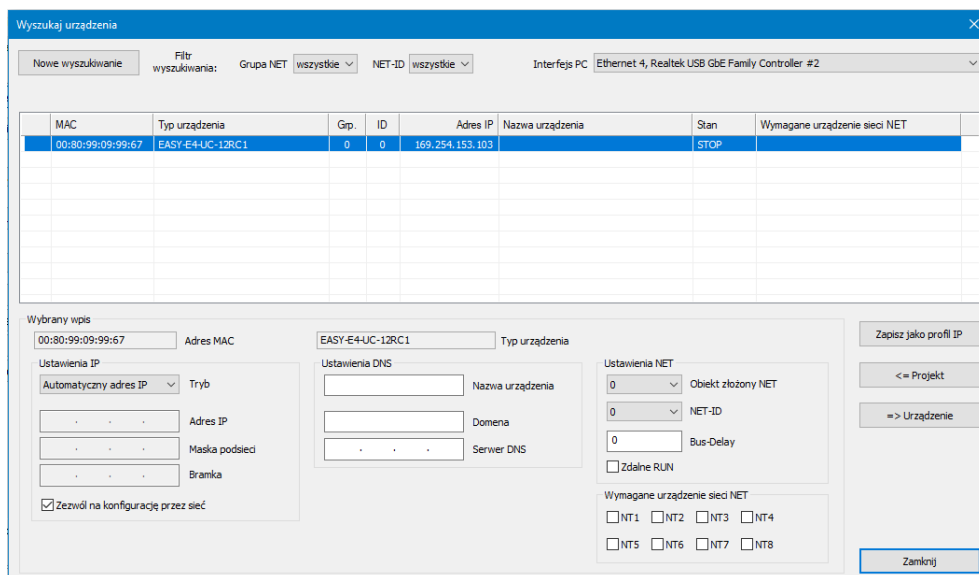 Wyszukaj urządzenia
Nowe wyszukiwanie Filtr wyszukiwania: Grupa NET wszystkie NET-ID wszystkie Interfejs PC Ethernet 4, Realtek USB GbE Family Controller #2
MAC Typ urządzenia Grp. ID Adres IP Nazwa urządzenia Stan Wymagane urządzenie sieci NET
00:80:99:09:99:67 EASY-E4-UC-12RC1 0 0 169.254.153.103 STOP
Wybrany wpis
00:80:99:09:99:67 Adres MAC EASY-E4-UC-12RC1 Typ urządzenia
Zapisz jako profil IP
Ustawienia IP
Automatyczny adres IP Tryb
Adres IP
Maska podsieci
Bramka
Zezwól na konfigurację przez sieć
Ustawienia DNS
Nazwa urządzenia
Domena
Serwer DNS
Ustawienia NET
0 Obiekt złożony NET
0 NET-ID
0 Bus-Delay
Zdalne RUN
Wymagane urządzenie sieci NET
NT1 NT2 NT3 NT4
NT5 NT6 NT7 NT8
<= Projekt
=> Urządzenie
Zamknij